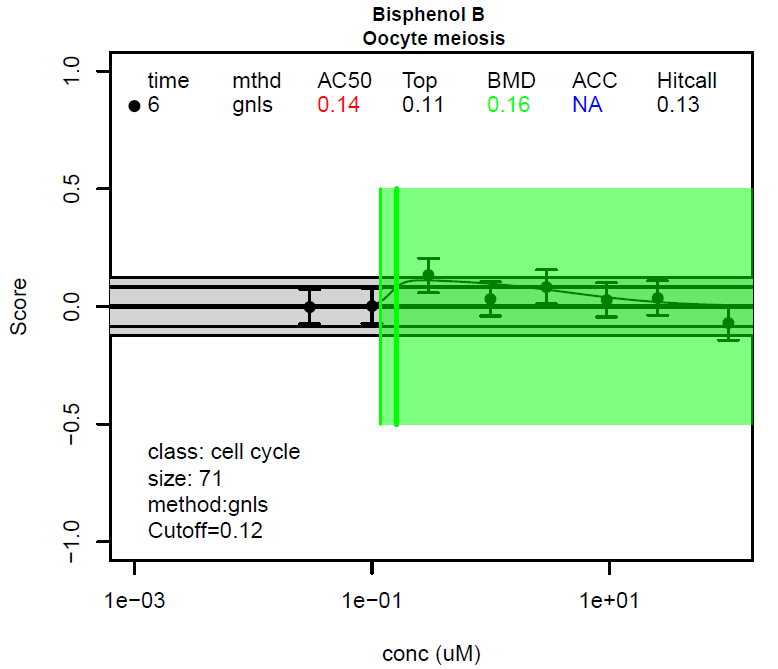 Bisphenol B
Oocyte meiosis
time mthd AC50 Top BMD ACC Hitcall
6 gnls 0.14 0.11 0.16 NA 0.13
1.0
0.5
0.0
−0.5
−1.0
Score
class: cell cycle
size: 71
method:gnls
Cutoff=0.12
1e−03 1e−01 1e+01
conc (uM)